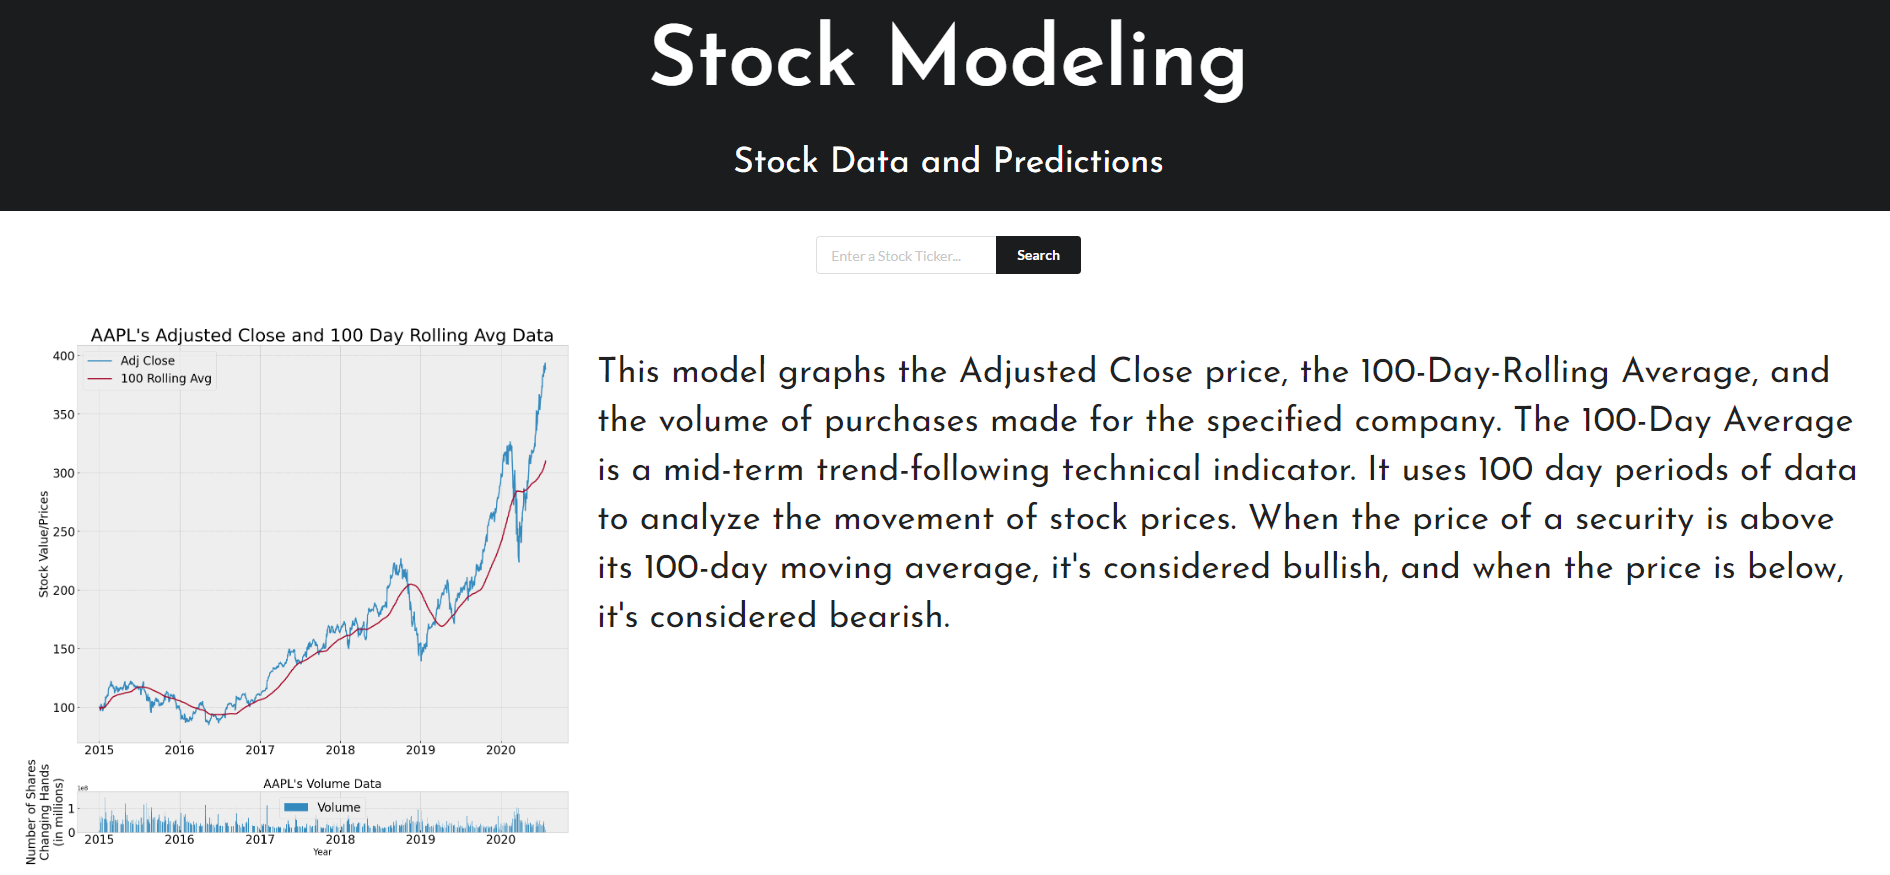 Stock Modeling
Stock Data and Predictions
Enter a Stock Ticker...
Search
AAPL's Adjusted Close and 100 Day Rolling Avg Data
Adj Close
100 Rolling Avg
Stock Value/Prices
400
350
300
250
200
150
100
2015 2016 2017 2018 2019 2020
This model graphs the Adjusted Close price, the 100-Day-Rolling Average, and
the volume of purchases made for the specified company. The 100-Day Average
is a mid-term trend-following technical indicator. It uses 100 day periods of data
to analyze the movement of stock prices. When the price of a security is above
its 100-day moving average, it's considered bullish, and when the price is below,
it's considered bearish.
AAPL's Volume Data
Number of Shares
Changing Hands
(in millions)
1e8
Volume
1
0
2015 2016 2017 2018 2019 2020
Year